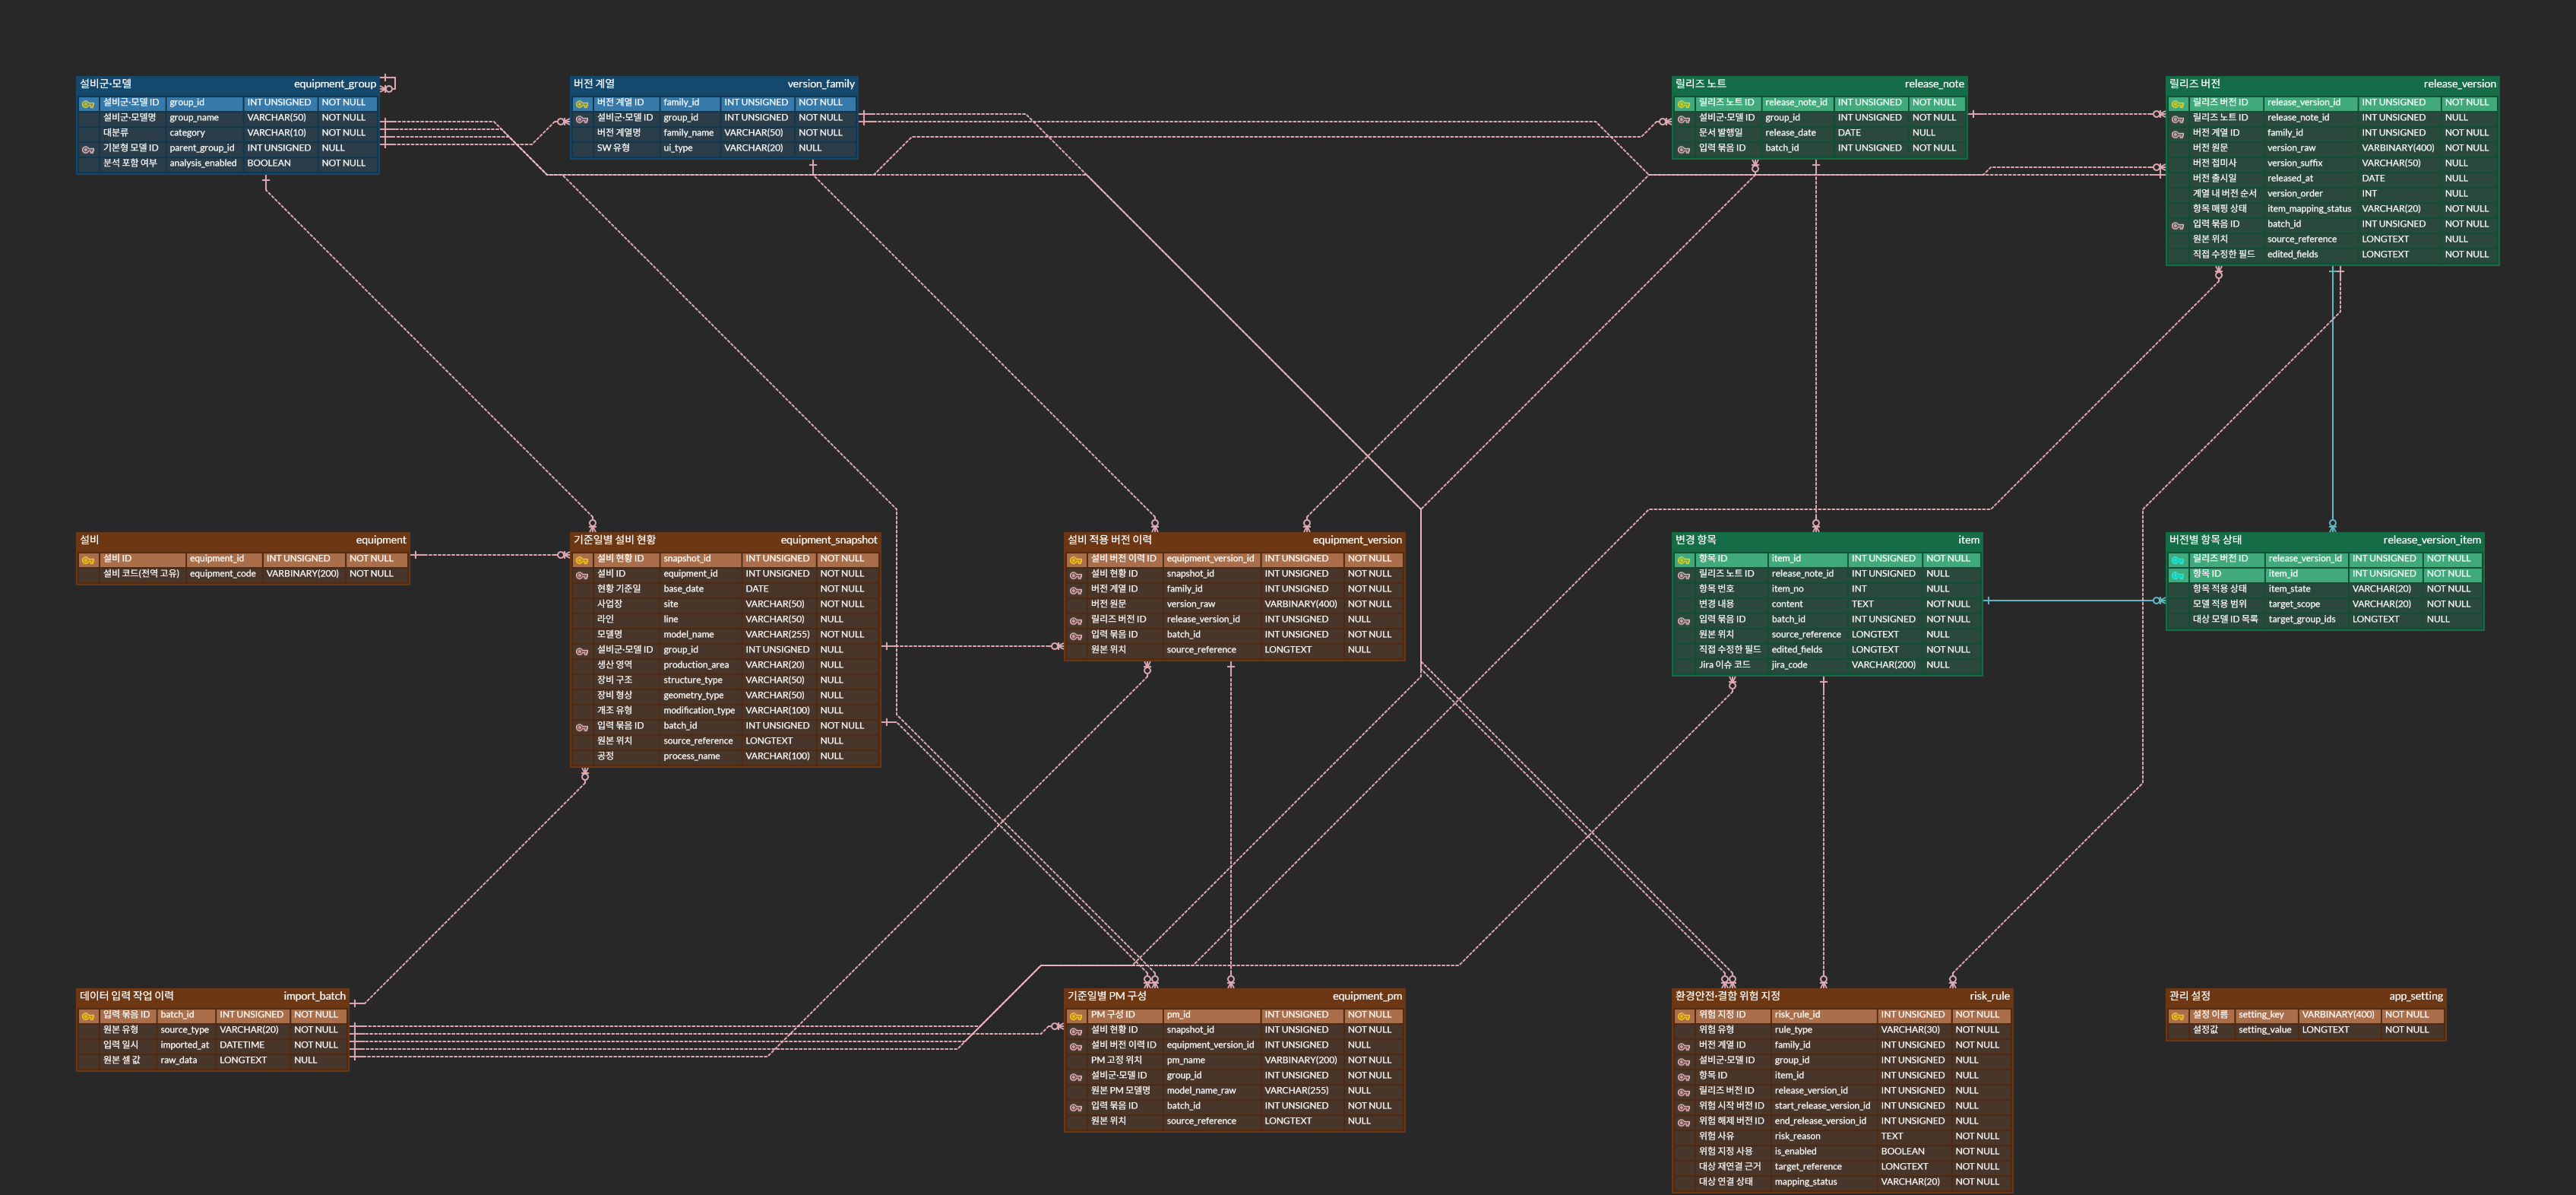 설비군·모델 equipment_group
설비군·모델 ID group_id INT UNSIGNED NOT NULL
설비군·모델명 group_name VARCHAR(50) NOT NULL
대분류 category VARCHAR(10) NOT NULL
기본형 모델 ID parent_group_id INT UNSIGNED NULL
분석 포함 여부 analysis_enabled BOOLEAN NOT NULL
버전 계열 version_family
버전 계열 ID family_id INT UNSIGNED NOT NULL
설비군·모델 ID group_id INT UNSIGNED NOT NULL
버전 계열명 family_name VARCHAR(50) NOT NULL
SW 유형 ui_type VARCHAR(20) NULL
릴리즈 노트 release_note
릴리즈 노트 ID release_note_id INT UNSIGNED NOT NULL
설비군·모델 ID group_id INT UNSIGNED NOT NULL
문서 발행일 release_date DATE NULL
입력 묶음 ID batch_id INT UNSIGNED NOT NULL
릴리즈 버전 release_version
릴리즈 버전 ID release_version_id INT UNSIGNED NOT NULL
릴리즈 노트 ID release_note_id INT UNSIGNED NULL
버전 계열 ID family_id INT UNSIGNED NOT NULL
버전 원문 version_raw VARBINARY(400) NOT NULL
버전 접미사 version_suffix VARCHAR(50) NULL
버전 출시일 released_at DATE NULL
계열 내 버전 순서 version_order INT NULL
항목 매핑 상태 item_mapping_status VARCHAR(20) NOT NULL
입력 묶음 ID batch_id INT UNSIGNED NOT NULL
원본 위치 source_reference LONGTEXT NULL
직접 수정한 필드 edited_fields LONGTEXT NOT NULL
설비 equipment
설비 ID equipment_id INT UNSIGNED NOT NULL
설비 코드(전역 고유) equipment_code VARBINARY(200) NOT NULL
기준일별 설비 현황 equipment_snapshot
설비 현황 ID snapshot_id INT UNSIGNED NOT NULL
설비 ID equipment_id INT UNSIGNED NOT NULL
현황 기준일 base_date DATE NOT NULL
사업장 site VARCHAR(50) NOT NULL
라인 line VARCHAR(50) NULL
모델명 model_name VARCHAR(255) NOT NULL
설비군·모델 ID group_id INT UNSIGNED NULL
생산 영역 production_area VARCHAR(20) NULL
장비 구조 structure_type VARCHAR(50) NULL
장비 형상 geometry_type VARCHAR(50) NULL
개조 유형 modification_type VARCHAR(100) NULL
입력 묶음 ID batch_id INT UNSIGNED NOT NULL
원본 위치 source_reference LONGTEXT NULL
공정 process_name VARCHAR(100) NULL
설비 적용 버전 이력 equipment_version
설비 버전 이력 ID equipment_version_id INT UNSIGNED NOT NULL
설비 현황 ID snapshot_id INT UNSIGNED NOT NULL
버전 계열 ID family_id INT UNSIGNED NOT NULL
버전 원문 version_raw VARBINARY(400) NOT NULL
릴리즈 버전 ID release_version_id INT UNSIGNED NULL
입력 묶음 ID batch_id INT UNSIGNED NOT NULL
원본 위치 source_reference LONGTEXT NULL
변경 항목 item
항목 ID item_id INT UNSIGNED NOT NULL
릴리즈 노트 ID release_note_id INT UNSIGNED NULL
항목 번호 item_no INT NULL
변경 내용 content TEXT NOT NULL
입력 묶음 ID batch_id INT UNSIGNED NOT NULL
원본 위치 source_reference LONGTEXT NULL
직접 수정한 필드 edited_fields LONGTEXT NOT NULL
Jira 이슈 코드 jira_code VARCHAR(200) NULL
버전별 항목 상태 release_version_item
릴리즈 버전 ID release_version_id INT UNSIGNED NOT NULL
항목 ID item_id INT UNSIGNED NOT NULL
항목 적용 상태 item_state VARCHAR(20) NOT NULL
모델 적용 범위 target_scope VARCHAR(20) NOT NULL
대상 모델 ID 목록 target_group_ids LONGTEXT NULL
데이터 입력 작업 이력 import_batch
입력 묶음 ID batch_id INT UNSIGNED NOT NULL
원본 유형 source_type VARCHAR(20) NOT NULL
입력 일시 imported_at DATETIME NOT NULL
원본 셀 값 raw_data LONGTEXT NULL
기준일별 PM 구성 equipment_pm
PM 구성 ID pm_id INT UNSIGNED NOT NULL
설비 현황 ID snapshot_id INT UNSIGNED NOT NULL
설비 버전 이력 ID equipment_version_id INT UNSIGNED NULL
PM 고정 위치 pm_name VARBINARY(200) NOT NULL
설비군·모델 ID group_id INT UNSIGNED NOT NULL
원본 PM 모델명 model_name_raw VARCHAR(255) NULL
입력 묶음 ID batch_id INT UNSIGNED NOT NULL
원본 위치 source_reference LONGTEXT NULL
환경안전·결함 위험 지정 risk_rule
위험 지정 ID risk_rule_id INT UNSIGNED NOT NULL
위험 유형 rule_type VARCHAR(30) NOT NULL
버전 계열 ID family_id INT UNSIGNED NOT NULL
설비군·모델 ID group_id INT UNSIGNED NULL
항목 ID item_id INT UNSIGNED NULL
릴리즈 버전 ID release_version_id INT UNSIGNED NULL
위험 시작 버전 ID start_release_version_id INT UNSIGNED NULL
위험 해제 버전 ID end_release_version_id INT UNSIGNED NULL
위험 사유 risk_reason TEXT NOT NULL
위험 지정 사용 is_enabled BOOLEAN NOT NULL
대상 재연결 근거 target_reference LONGTEXT NOT NULL
대상 연결 상태 mapping_status VARCHAR(20) NOT NULL
관리 설정 app_setting
설정 이름 setting_key VARBINARY(400) NOT NULL
설정값 setting_value LONGTEXT NOT NULL